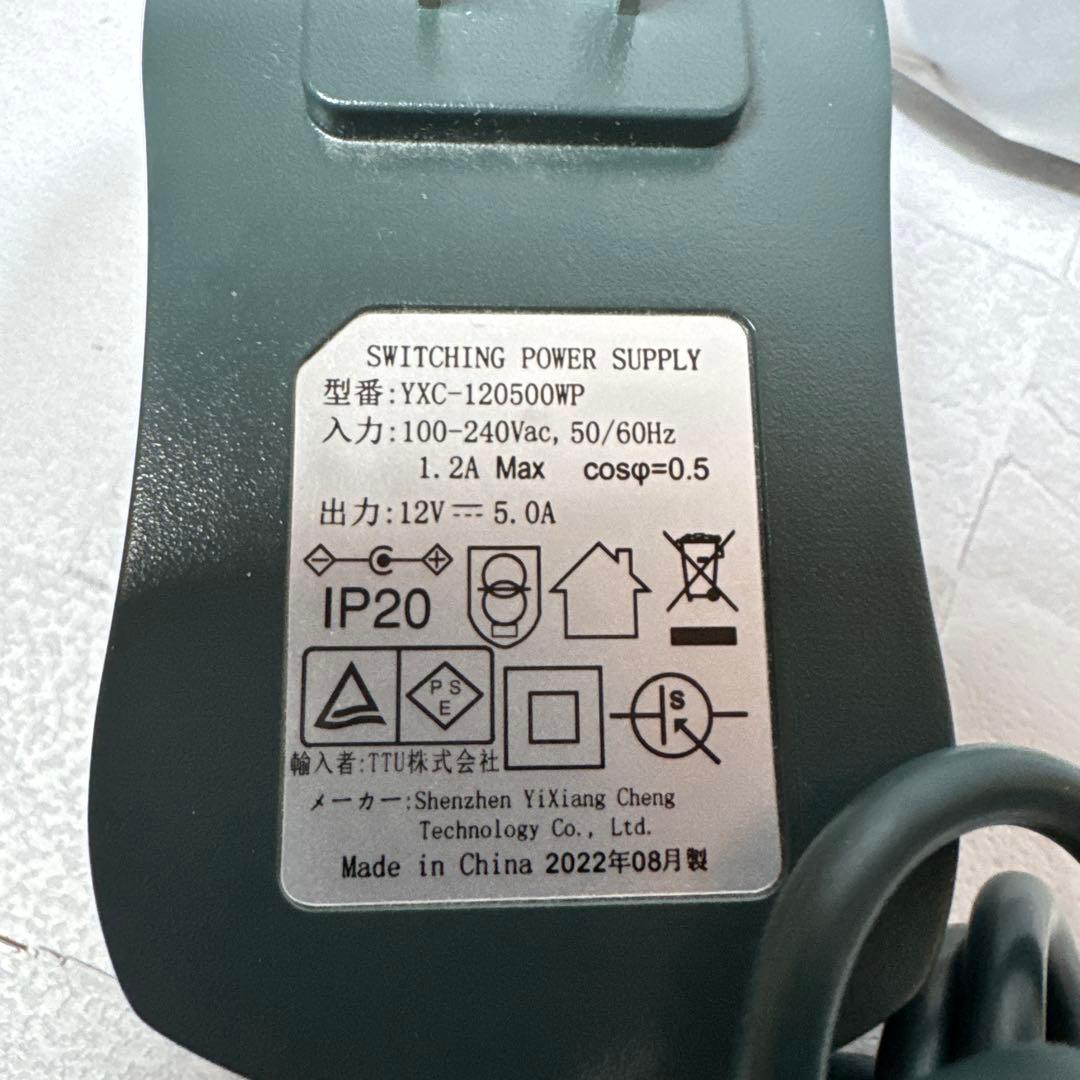 SWITCHING POWER SUPPLY
型番:YXC-120500WP
入力:100-240Vac, 50/60Hz
1.2A Max cosφ=0.5
出力:12V⎓5.0A
IP20
S
PSE
輸入者:TTU株式会社
メーカー:Shenzhen YiXiang Cheng
Technology Co., Ltd.
Made in China 2022年08月製